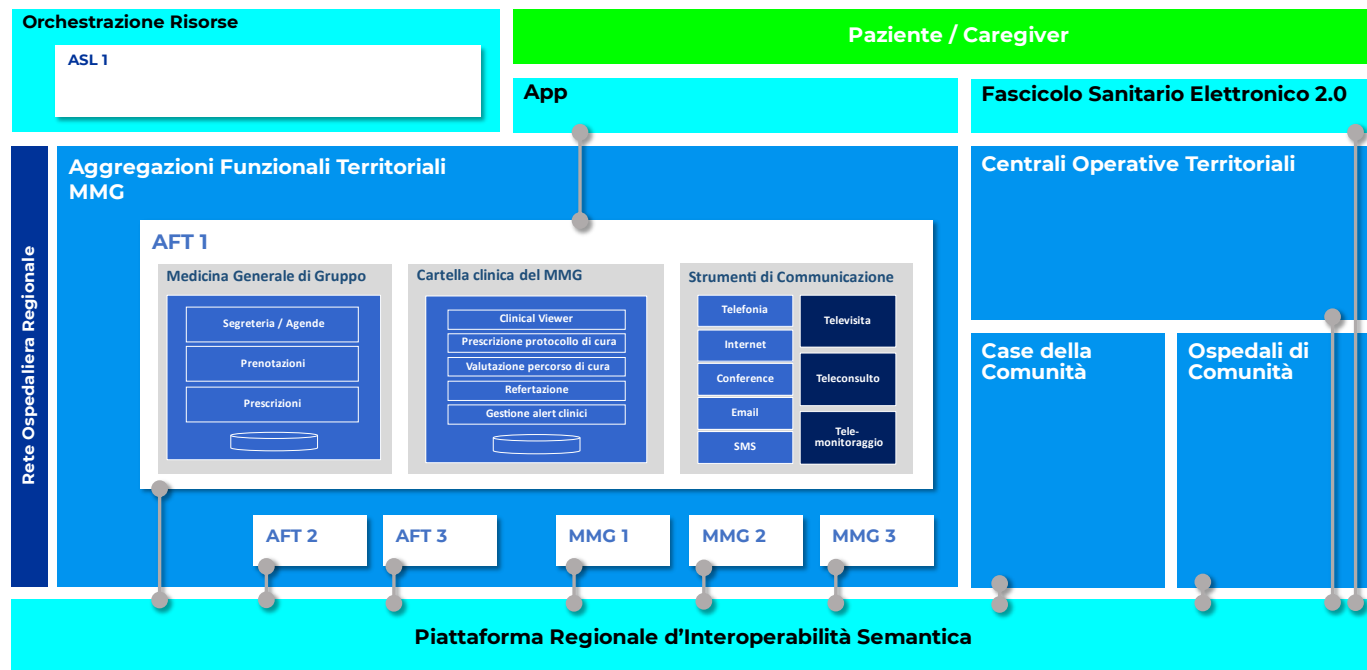 Orchestrazione Risorse
ASL 1
Paziente / Caregiver
App
Fascicolo Sanitario Elettronico 2.0
Rete Ospedaliera Regionale
Aggregazioni Funzionali Territoriali
MMG
AFT 1
Medicina Generale di Gruppo
Segreteria / Agende
Prenotazioni
Prescrizioni
Cartella clinica del MMG
Clinical Viewer
Prescrizione protocollo di cura
Valutazione percorso di cura
Refertazione
Gestione alert clinici
Strumenti di Communicazione
Telefonia
Internet
Conference
Email
SMS
Televisita
Teleconsulto
Tele-
monitoraggio
AFT 2
AFT 3
MMG 1
MMG 2
MMG 3
Centrali Operative Territoriali
Case della
Comunità
Ospedali di
Comunità
Piattaforma Regionale d’Interoperabilità Semantica